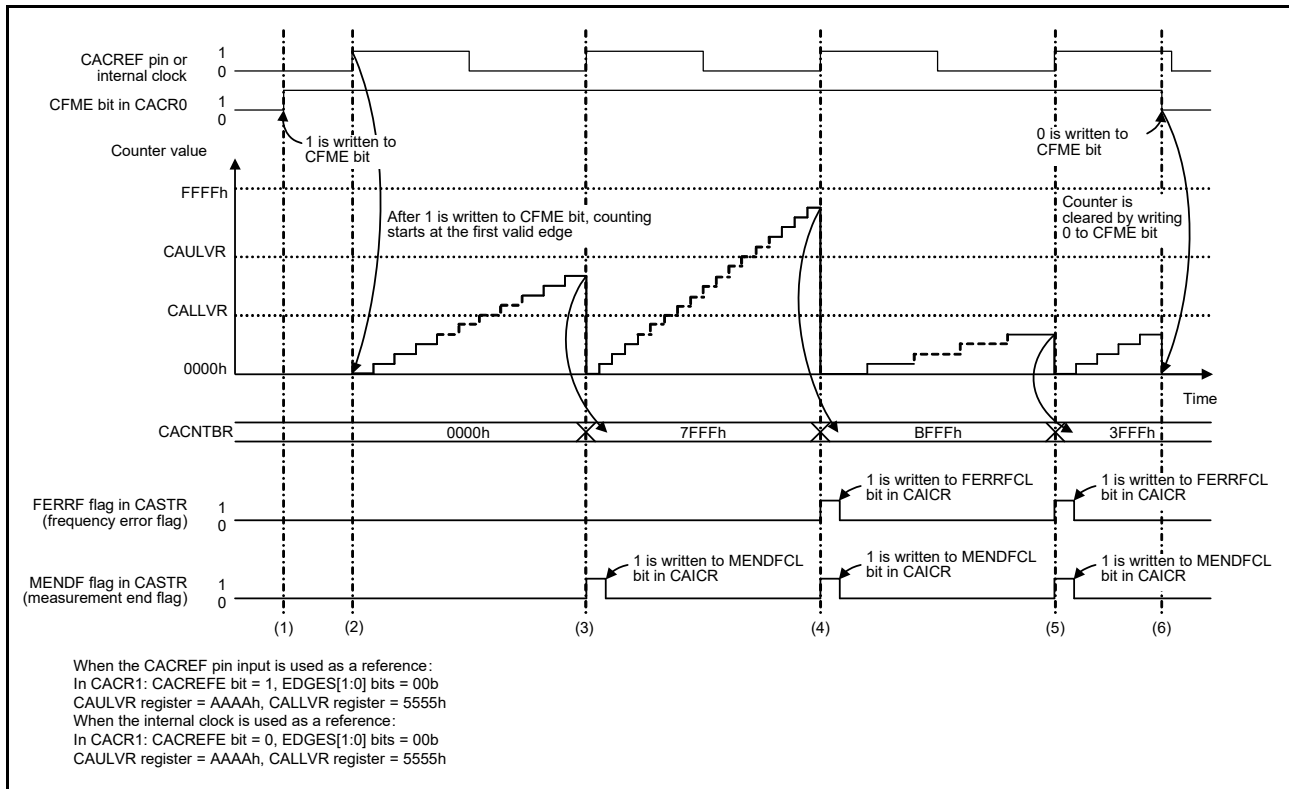 CACREF pin or
internal clock
1
0
CFME bit in CACR0
1
0
1 is written to
CFME bit
0 is written to
CFME bit
Counter value
FFFFh
After 1 is written to CFME bit, counting
starts at the first valid edge
Counter is
cleared by writing
0 to CFME bit
CAULVR
CALLVR
0000h
Time
CACNTBR
0000h
7FFFh
BFFFh
3FFFh
1 is written to FERRFCL
bit in CAICR
1 is written to FERRFCL
bit in CAICR
FERRF flag in CASTR
(frequency error flag)
1
0
1 is written to MENDFCL
bit in CAICR
1 is written to MENDFCL
bit in CAICR
1 is written to MENDFCL
bit in CAICR
MENDF flag in CASTR
(measurement end flag)
1
0
(1)
(2)
(3)
(4)
(5)
(6)
When the CACREF pin input is used as a reference:
In CACR1: CACREFE bit = 1, EDGES[1:0] bits = 00b
CAULVR register = AAAAh, CALLVR register = 5555h
When the internal clock is used as a reference:
In CACR1: CACREFE bit = 0, EDGES[1:0] bits = 00b
CAULVR register = AAAAh, CALLVR register = 5555h